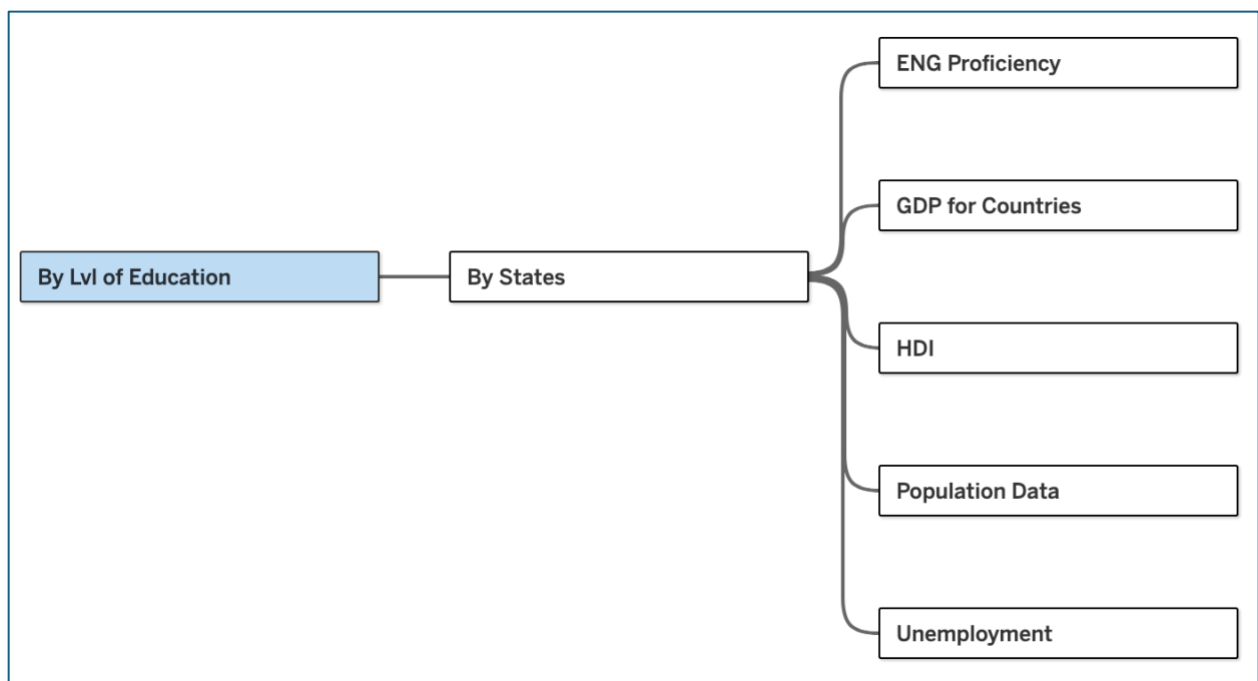 By Lvl of Education
By States
ENG Proficiency
GDP for Countries
HDI
Population Data
Unemployment